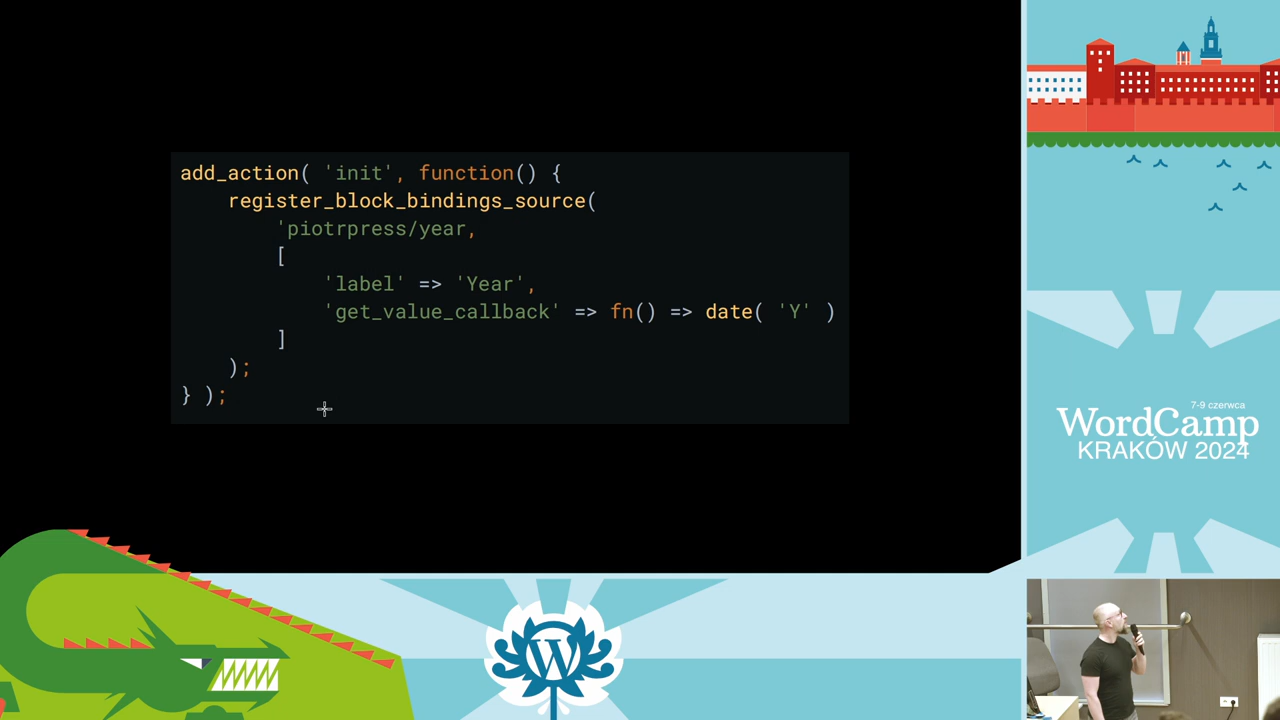 add_action( 'init', function() {
    register_block_bindings_source(
        'piotrpress/year,
        [
            'label' => 'Year',
            'get_value_callback' => fn() => date( 'Y' )
        ]
    );
} );
7-9 czerwca
WordCamp
KRAKÓW 2024
W